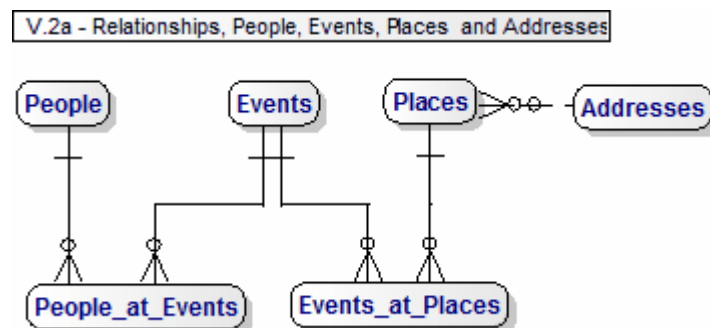 V.2a - Relationships, People, Events, Places and Addresses
People
Events
Places
Addresses
People_at_Events
Events_at_Places